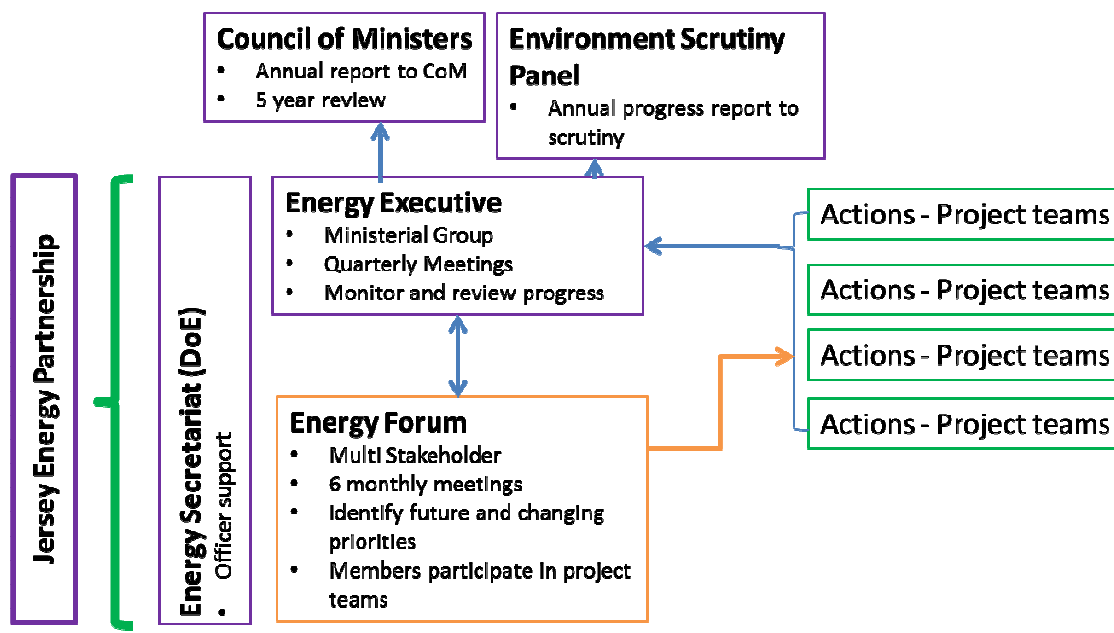 Council of Ministers
• Annual report to CoM
• 5 year review
Environment Scrutiny
Panel
• Annual progress report to
scrutiny
Jersey Energy Partnership
Energy Secretariat (DoE)
• Officer support
Energy Executive
• Ministerial Group
• Quarterly Meetings
• Monitor and review progress
Energy Forum
• Multi Stakeholder
• 6 monthly meetings
• Identify future and changing
priorities
• Members participate in project
teams
Actions - Project teams
Actions - Project teams
Actions - Project teams
Actions - Project teams